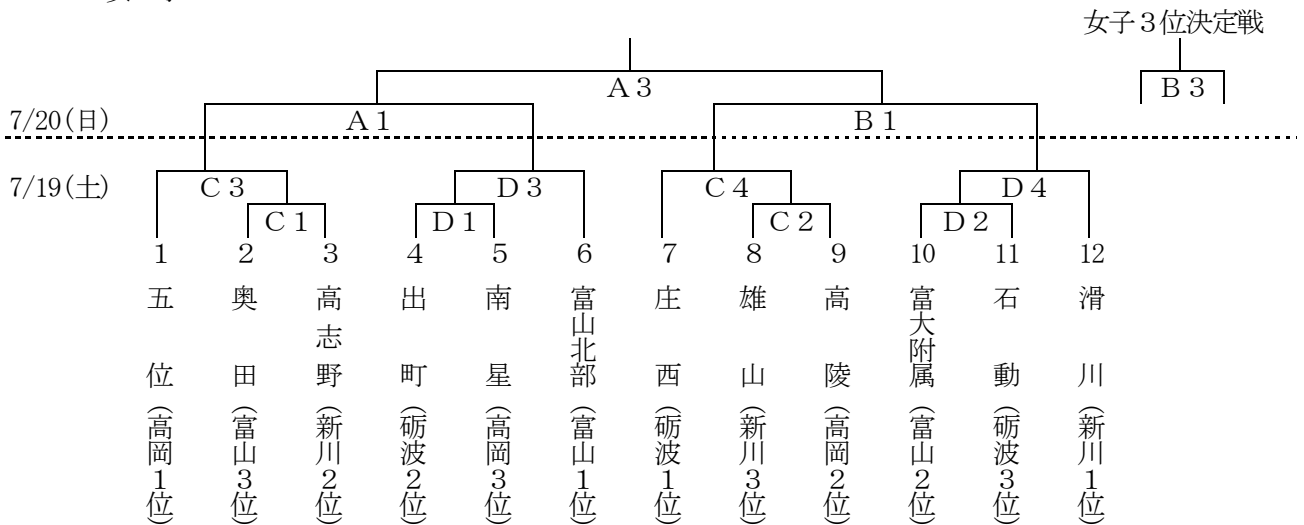 女子３位決定戦
Ａ３
Ｂ３
7/20(日)
Ａ１
Ｂ１
7/19(土)
Ｃ３
Ｄ３
Ｃ４
Ｄ４
Ｃ１
Ｄ１
Ｃ２
Ｄ２
1 2 3 4 5 6 7 8 9 10 11 12
五位（高岡１位）
奥田（富山３位）
高志野（新川２位）
出町（砺波２位）
南星（高岡３位）
富山北部（富山１位）
庄西（砺波１位）
雄山（新川３位）
高陵（高岡２位）
富大附属（富山２位）
石動（砺波３位）
滑川（新川１位）